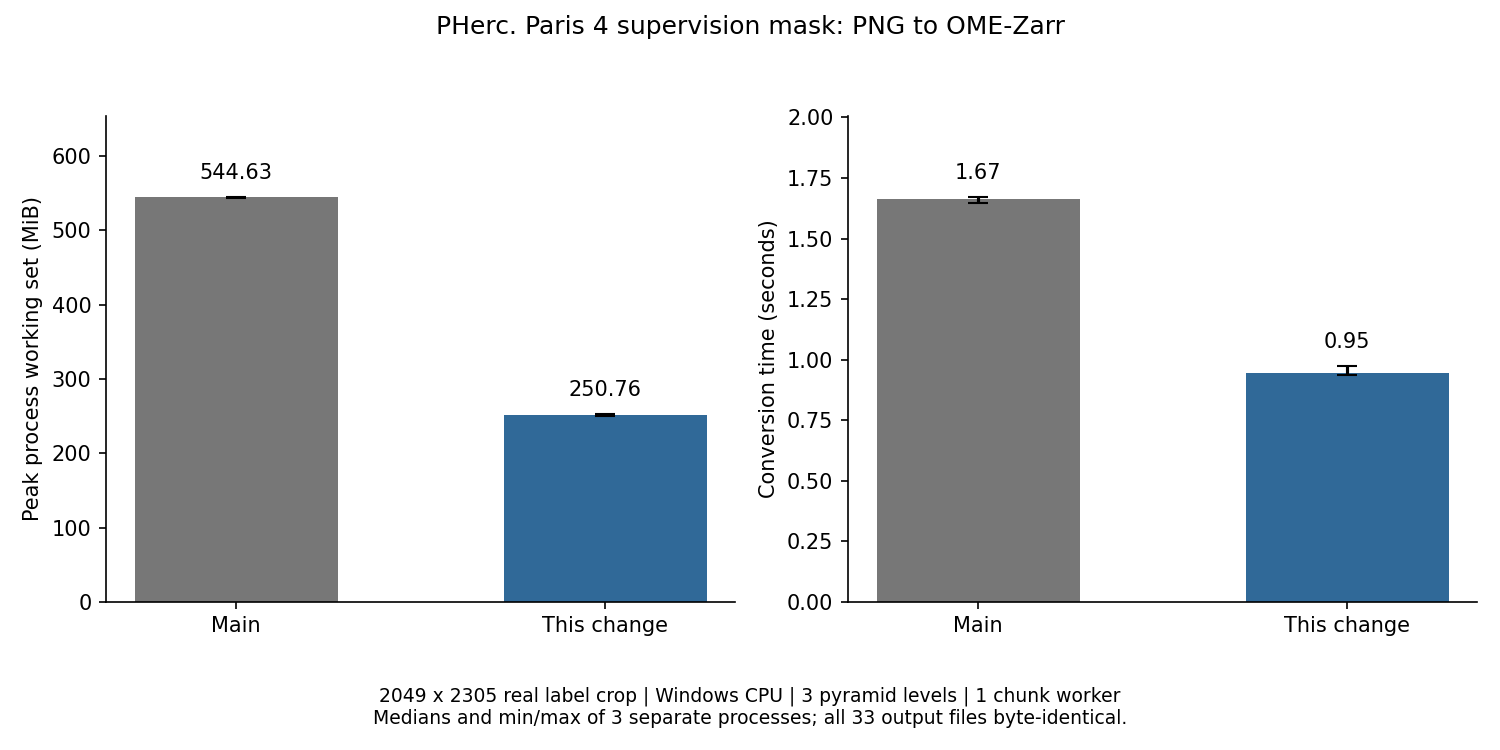 PHerc. Paris 4 supervision mask: PNG to OME-Zarr
Peak process working set (MiB)
600
500
400
300
200
100
0
544.63
250.76
Main
This change
Conversion time (seconds)
2.00
1.75
1.50
1.25
1.00
0.75
0.50
0.25
0.00
1.67
0.95
Main
This change
2049 x 2305 real label crop | Windows CPU | 3 pyramid levels | 1 chunk worker
Medians and min/max of 3 separate processes; all 33 output files byte-identical.